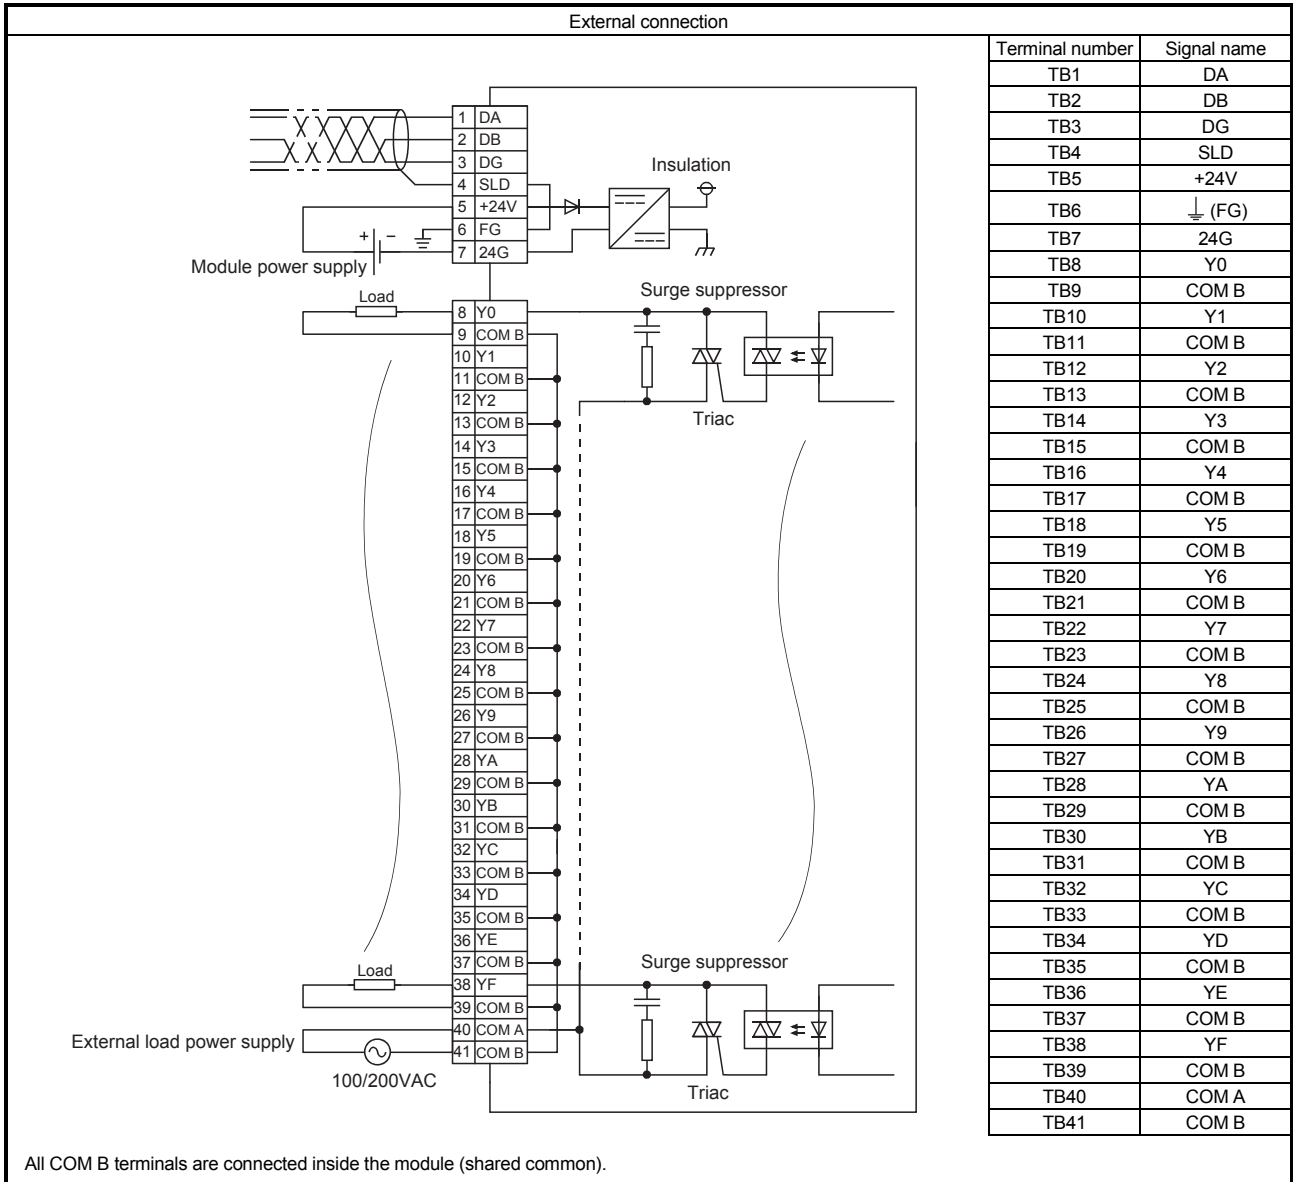 External connection
1 DA
2 DB
3 DG
4 SLD
5 +24V
6 FG
7 24G
Insulation
+ −
Module power supply
Load
Surge suppressor
8 Y0
9 COM B
10 Y1
11 COM B
12 Y2
13 COM B
14 Y3
15 COM B
16 Y4
17 COM B
18 Y5
19 COM B
20 Y6
21 COM B
22 Y7
23 COM B
24 Y8
25 COM B
26 Y9
27 COM B
28 YA
29 COM B
30 YB
31 COM B
32 YC
33 COM B
34 YD
35 COM B
36 YE
37 COM B
38 YF
39 COM B
40 COM A
41 COM B
Triac
Load
Surge suppressor
External load power supply
100/200VAC
Triac
Terminal number Signal name
TB1 DA
TB2 DB
TB3 DG
TB4 SLD
TB5 +24V
TB6 (FG)
TB7 24G
TB8 Y0
TB9 COM B
TB10 Y1
TB11 COM B
TB12 Y2
TB13 COM B
TB14 Y3
TB15 COM B
TB16 Y4
TB17 COM B
TB18 Y5
TB19 COM B
TB20 Y6
TB21 COM B
TB22 Y7
TB23 COM B
TB24 Y8
TB25 COM B
TB26 Y9
TB27 COM B
TB28 YA
TB29 COM B
TB30 YB
TB31 COM B
TB32 YC
TB33 COM B
TB34 YD
TB35 COM B
TB36 YE
TB37 COM B
TB38 YF
TB39 COM B
TB40 COM A
TB41 COM B
All COM B terminals are connected inside the module (shared common).